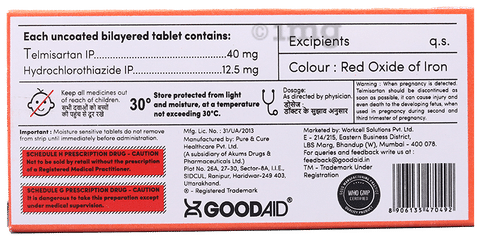 Each uncoated bilayered tablet contains:
Telmisartan IP 40 mg
Hydrochlorothiazide IP 12.5 mg
Excipients q.s.
Colour : Red Oxide of Iron
Keep all medicines out
of reach of children.
सभी दवाओं को बच्चों
की पहुंच से दूर रखें
30° Store protected from light
and moisture, at a temperature
not exceeding 30°C.
Dosage:
As directed by physician.
डोसेज :
डॉक्टर के सुझाव अनुसार
Warning : When pregnancy is detected,
Telmisartan should be discontinued as
soon as possible, it can cause injury and
even death to the developing fetus, when
used in pregnancy during second and
third trimester of pregnancy.
Important : Moisture sensitive tablets do not remove
from strip until immediately before administration.
SCHEDULE H PRESCRIPTION DRUG - CAUTION
Not to be sold by retail without the prescription
of a Registered Medical Practitioner.
SCHEDULE G PRESCRIPTION DRUG - CAUTION
It is dangerous to take this preparation except
under medical supervision.
Mfg. Lic. No. : 31/UA/2013
Manufactured by: Pure & Cure
Healthcare Pvt. Ltd.
(A subsidiary of Akums Drugs &
Pharmaceuticals Ltd.)
Plot No. 26A, 27-30, Sector-8A, I.I.E.,
SIDCUL, Ranipur, Haridwar-249 403,
Uttarakhand.
® - Registered Trademark
GOODAID
Marketed by: Workcell Solutions Pvt. Ltd.
E - 214/215, Eastern Business District,
LBS Marg, Bhandup (W), Mumbai - 400 078.
For queries and feedback write us:
feedback@goodaid.in
TM - Trademark Under Registration
WHO GMP
8906135470492
1mg